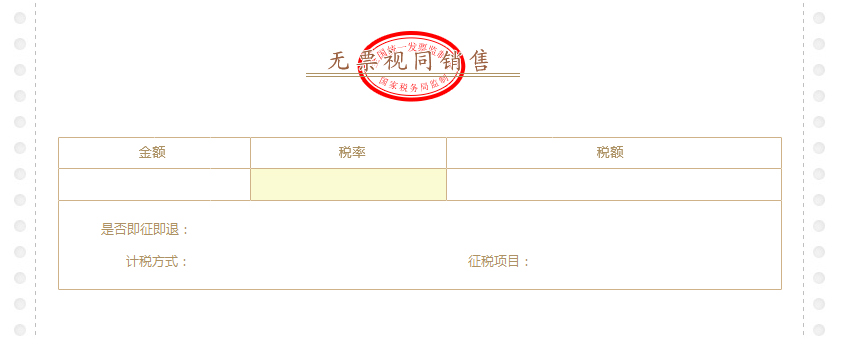 全国统一发票监制
无票视同销售
国家税务局监制
金额 税率 税额
是否即征即退：
计税方式： 征税项目：